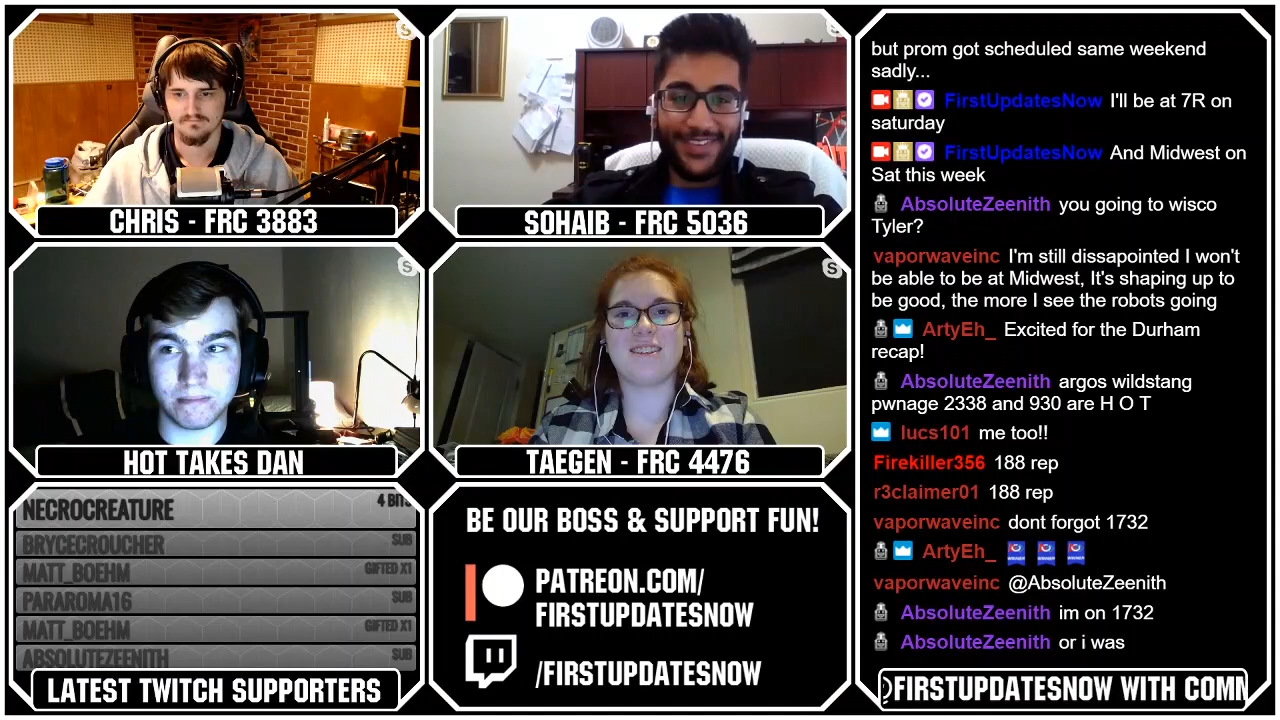 CHRIS - FRC 3883
SOHAIB - FRC 5036
HOT TAKES DAN
TAEGEN - FRC 4476
NECROCREATURE 4 BITS
BRYCECROUCHER SUB
MATT_BOEHM GIFTED X1
PARAROMA16 SUB
MATT_BOEHM GIFTED X1
ABSOLUTEZEENITH SUB
LATEST TWITCH SUPPORTERS
BE OUR BOSS & SUPPORT FUN!
PATREON.COM/
FIRSTUPDATESNOW
/FIRSTUPDATESNOW
but prom got scheduled same weekend
sadly...
FirstUpdatesNow I'll be at 7R on
saturday
FirstUpdatesNow And Midwest on
Sat this week
AbsoluteZeenith you going to wisco
Tyler?
vaporwaveinc I'm still dissapointed I won't
be able to be at Midwest, It's shaping up to
be good, the more I see the robots going
ArtyEh_ Excited for the Durham
recap!
AbsoluteZeenith argos wildstang
pwnage 2338 and 930 are H O T
lucs101 me too!!
Firekiller356 188 rep
r3claimer01 188 rep
vaporwaveinc dont forgot 1732
ArtyEh_
vaporwaveinc @AbsoluteZeenith
AbsoluteZeenith im on 1732
AbsoluteZeenith or i was
@FIRSTUPDATESNOW WITH COMM